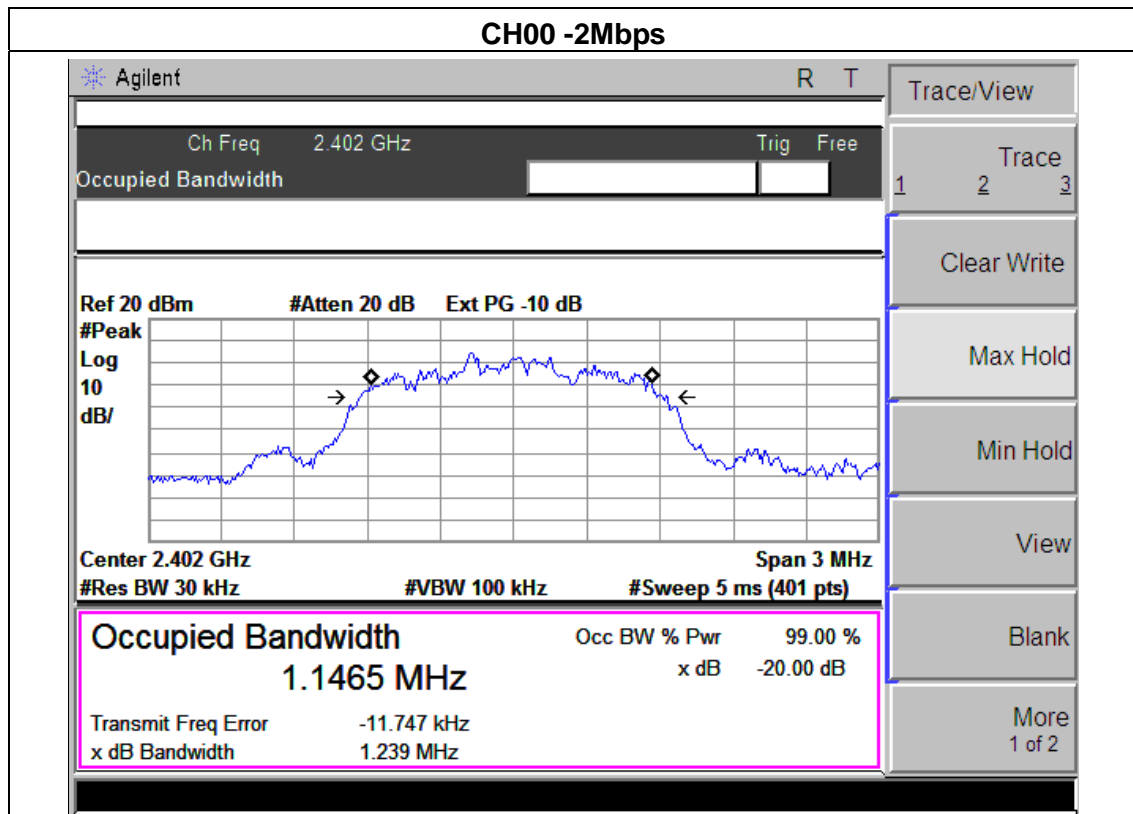 CH00 -2Mbps
Agilent R T
Ch Freq 2.402 GHz Trig Free
Occupied Bandwidth
Ref 20 dBm #Atten 20 dB Ext PG -10 dB
#Peak
Log
10
dB/
Center 2.402 GHz Span 3 MHz
#Res BW 30 kHz #VBW 100 kHz #Sweep 5 ms (401 pts)
Occupied Bandwidth Occ BW % Pwr 99.00 %
1.1465 MHz x dB -20.00 dB
Transmit Freq Error -11.747 kHz
x dB Bandwidth 1.239 MHz
Trace/View
Trace
1 2 3
Clear Write
Max Hold
Min Hold
View
Blank
More
1 of 2